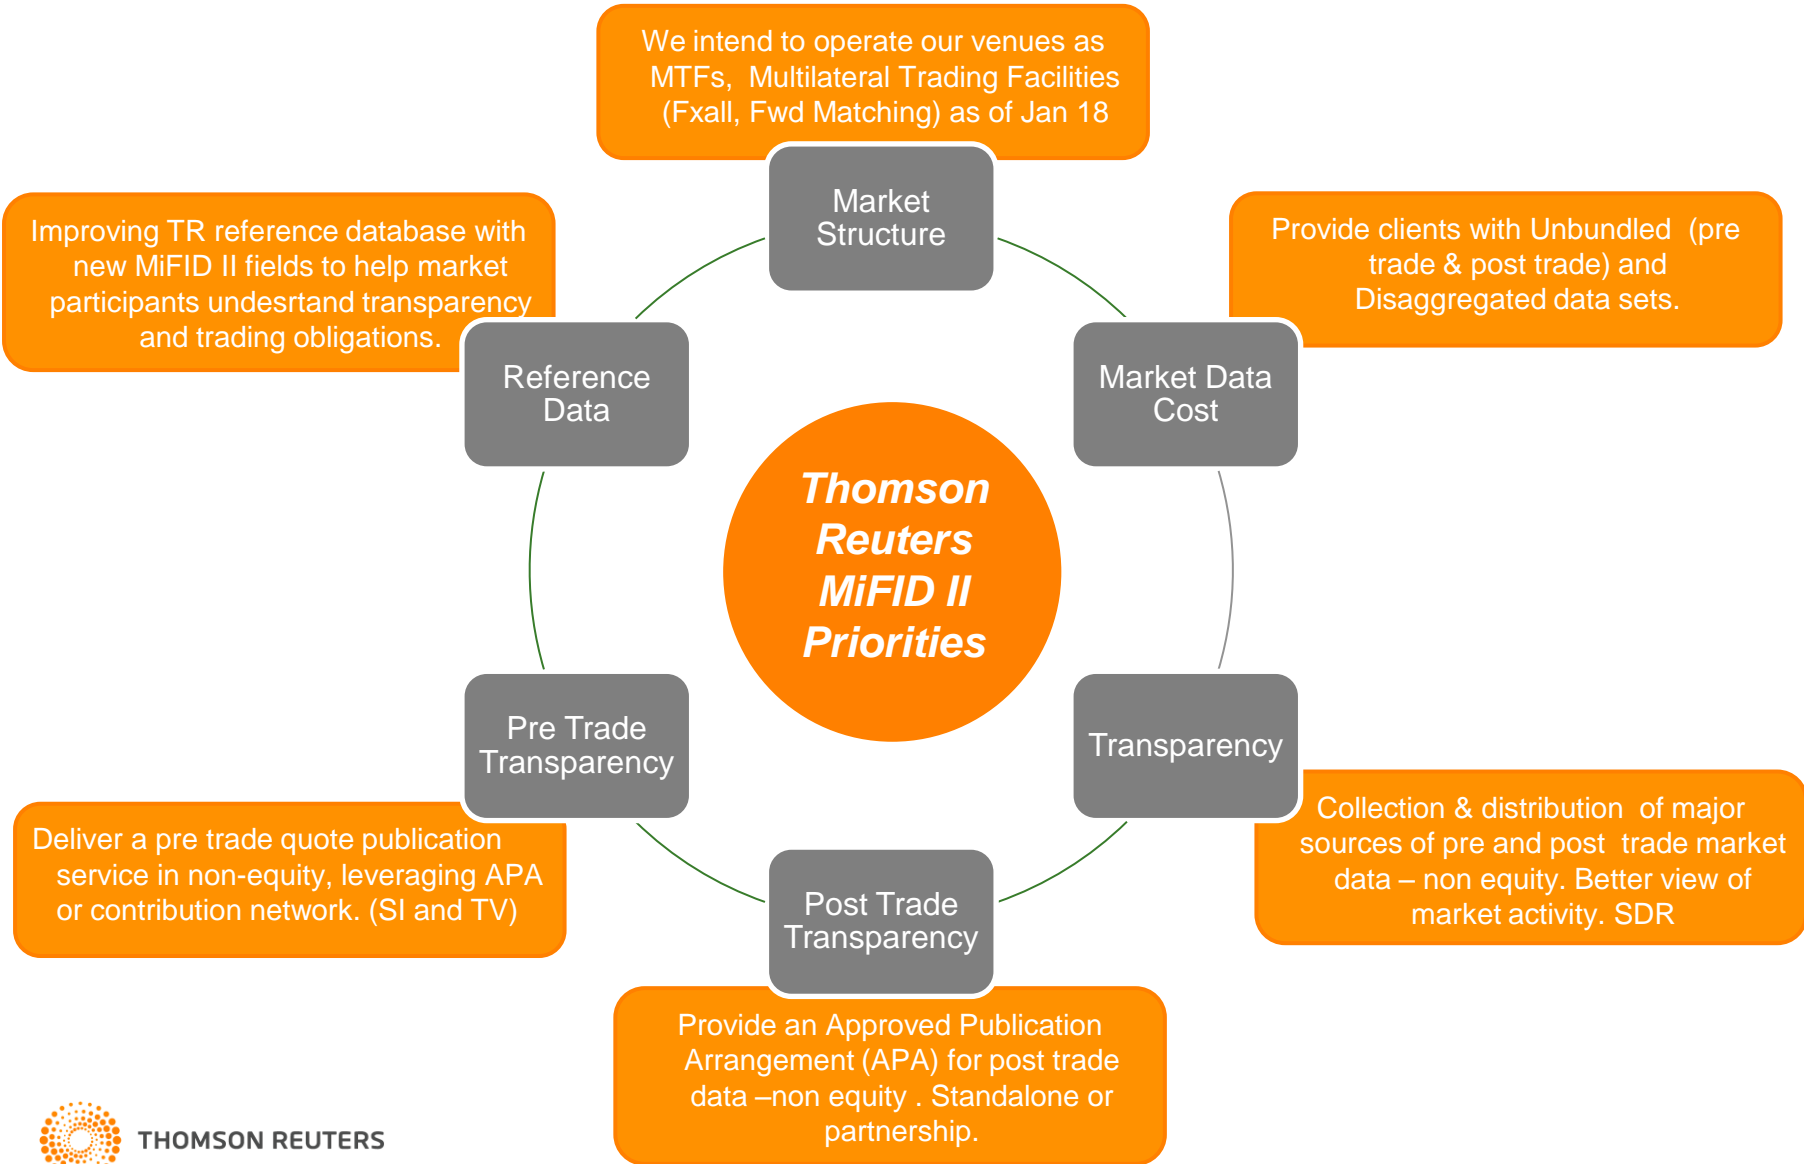 We intend to operate our venues as
MTFs, Multilateral Trading Facilities
(Fxall, Fwd Matching) as of Jan 18
Market
Structure
Improving TR reference database with
new MiFID II fields to help market
participants undesrtand transparency
and trading obligations.
Provide clients with Unbundled (pre
trade & post trade) and
Disaggregated data sets.
Reference
Data
Market Data
Cost
Thomson
Reuters
MiFID II
Priorities
Pre Trade
Transparency
Transparency
Deliver a pre trade quote publication
service in non-equity, leveraging APA
or contribution network. (SI and TV)
Collection & distribution of major
sources of pre and post trade market
data – non equity. Better view of
market activity. SDR
Post Trade
Transparency
Provide an Approved Publication
Arrangement (APA) for post trade
data –non equity . Standalone or
partnership.
THOMSON REUTERS